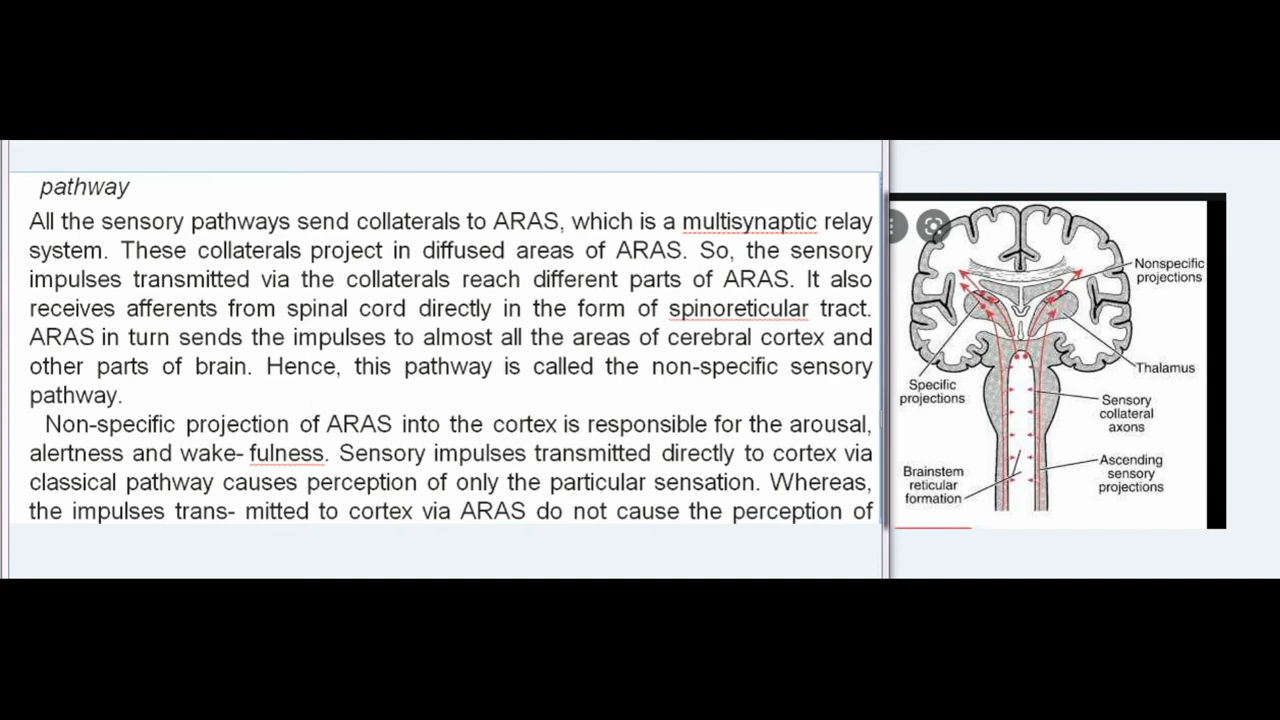 pathway
All the sensory pathways send collaterals to ARAS, which is a multisynaptic relay
system. These collaterals project in diffused areas of ARAS. So, the sensory
impulses transmitted via the collaterals reach different parts of ARAS. It also
receives afferents from spinal cord directly in the form of spinoreticular tract.
ARAS in turn sends the impulses to almost all the areas of cerebral cortex and
other parts of brain. Hence, this pathway is called the non-specific sensory
pathway.
Non-specific projection of ARAS into the cortex is responsible for the arousal,
alertness and wake- fulness. Sensory impulses transmitted directly to cortex via
classical pathway causes perception of only the particular sensation. Whereas,
the impulses trans- mitted to cortex via ARAS do not cause the perception of
Nonspecific
projections
Thalamus
Specific
projections
Sensory
collateral
axons
Ascending
sensory
projections
Brainstem
reticular
formation